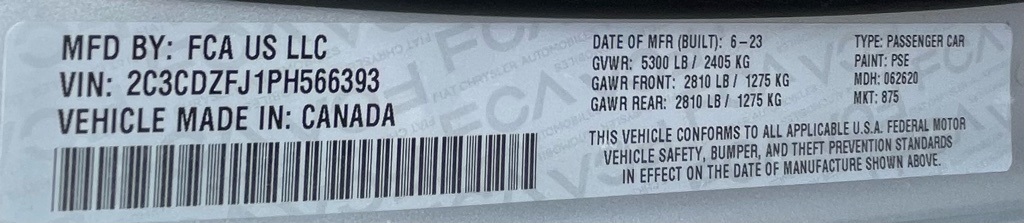 MFD BY: FCA US LLC
VIN: 2C3CDZFJ1PH566393
VEHICLE MADE IN: CANADA
DATE OF MFR (BUILT): 6-23
GVWR: 5300 LB / 2405 KG
GAWR FRONT: 2810 LB / 1275 KG
GAWR REAR: 2810 LB / 1275 KG
TYPE: PASSENGER CAR
PAINT: PSE
MDH: 062620
MKT: 875
THIS VEHICLE CONFORMS TO ALL APPLICABLE U.S.A. FEDERAL MOTOR
VEHICLE SAFETY, BUMPER, AND THEFT PREVENTION STANDARDS
IN EFFECT ON THE DATE OF MANUFACTURE SHOWN ABOVE.